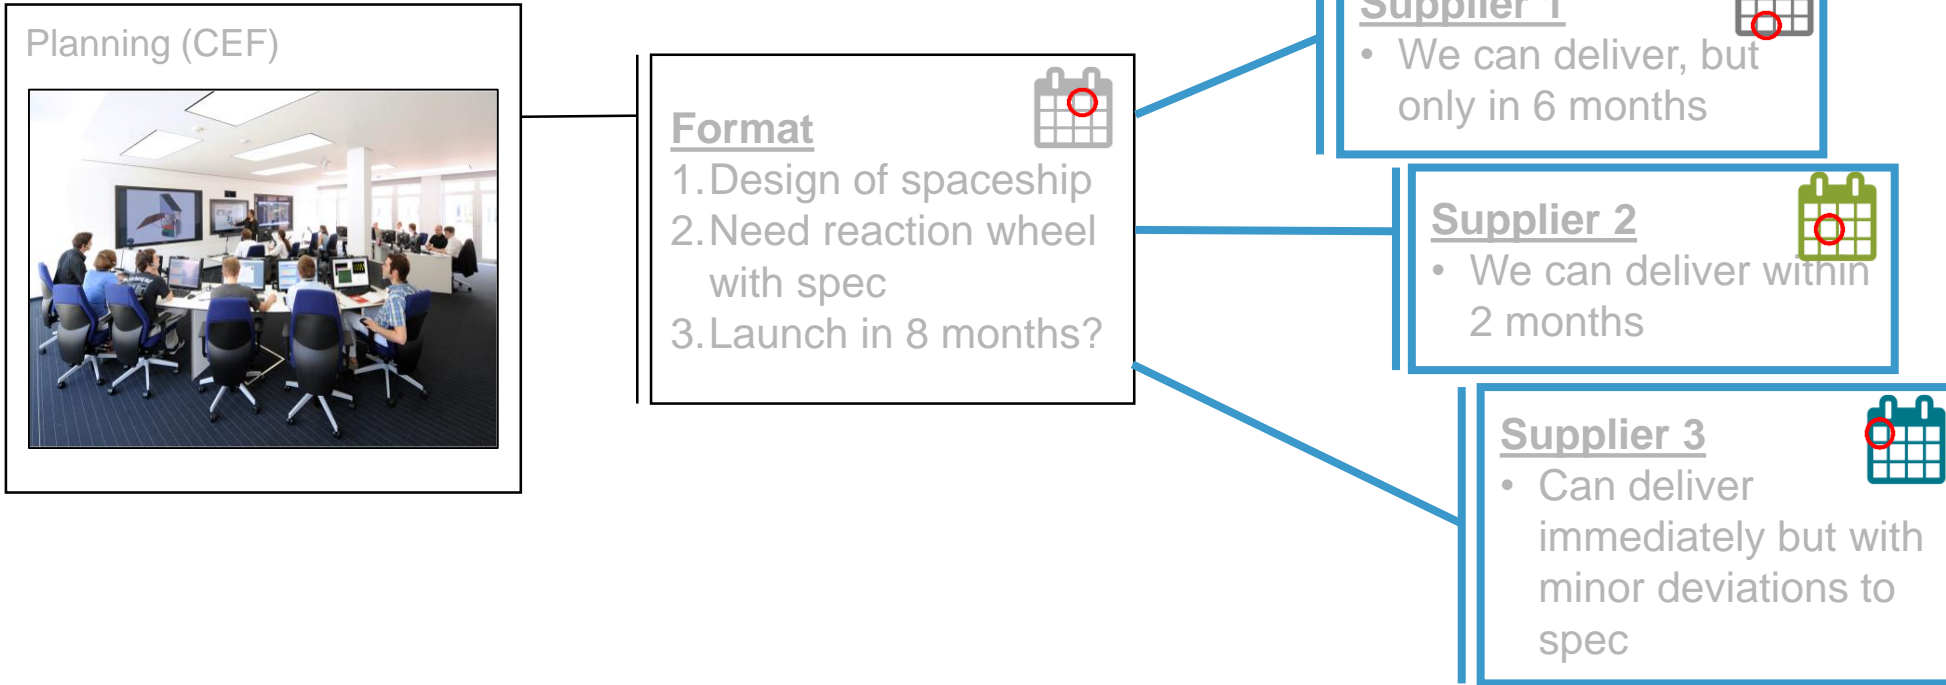 Planning (CEF)
Format
1.Design of spaceship
2.Need reaction wheel
with spec
3.Launch in 8 months?
Supplier 1
• We can deliver, but
only in 6 months
Supplier 2
• We can deliver within
2 months
Supplier 3
• Can deliver
immediately but with
minor deviations to
spec